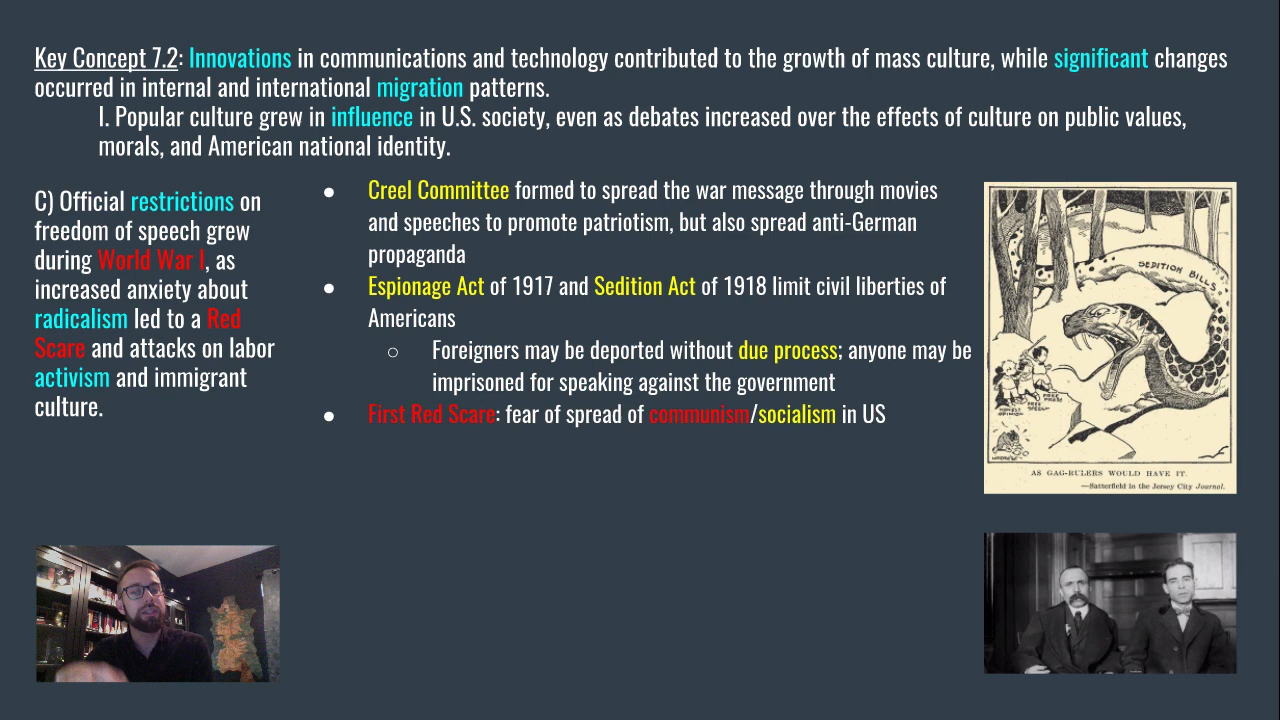 Key Concept 7.2: Innovations in communications and technology contributed to the growth of mass culture, while significant changes
occurred in internal and international migration patterns.
I. Popular culture grew in influence in U.S. society, even as debates increased over the effects of culture on public values,
morals, and American national identity.
C) Official restrictions on
freedom of speech grew
during World War I, as
increased anxiety about
radicalism led to a Red
Scare and attacks on labor
activism and immigrant
culture.
● Creel Committee formed to spread the war message through movies
and speeches to promote patriotism, but also spread anti-German
propaganda
● Espionage Act of 1917 and Sedition Act of 1918 limit civil liberties of
Americans
○ Foreigners may be deported without due process; anyone may be
imprisoned for speaking against the government
● First Red Scare: fear of spread of communism/socialism in US
SEDITION BILLS
HONEST OPINION
FREE SPEECH
FREE PRESS
AS GAG-RULERS WOULD HAVE IT.
—Satterfield in the Jersey City Journal.